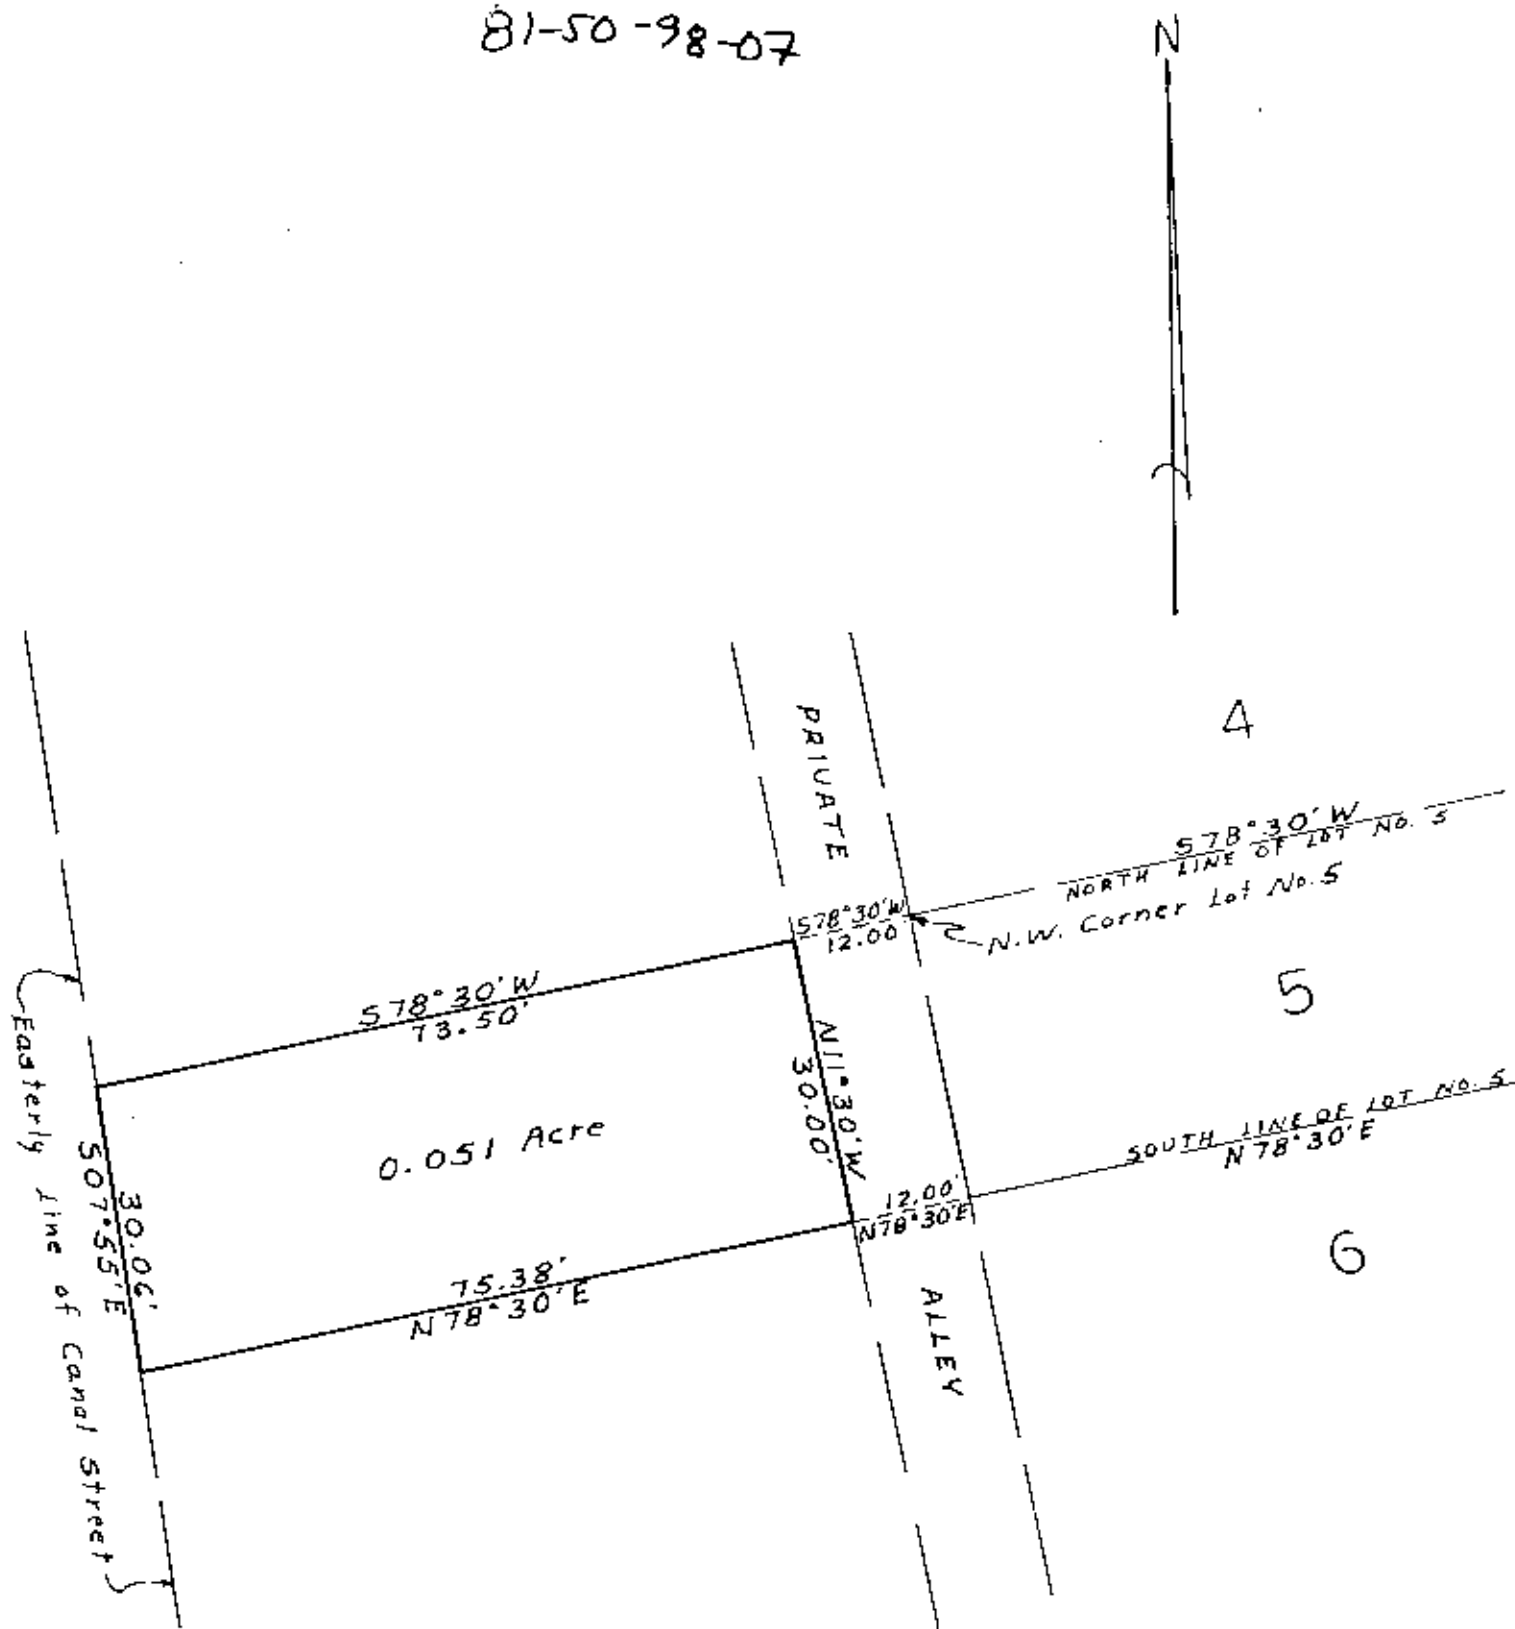 81-50-98-07
N
PRIVATE
4
S78°30'W
NORTH LINE OF LOT NO. 5
S78°30'W
12.00
N.W. Corner Lot No. 5
S78°30'W
73.50'
5
N11°30'W
30.00'
Easterly Line of Canal Street
0.051 Acre
30.06'
S07°55'E
SOUTH LINE OF LOT NO. 5
N78°30'E
12.00'
N78°30'E
6
75.38'
N78°30'E
ALLEY